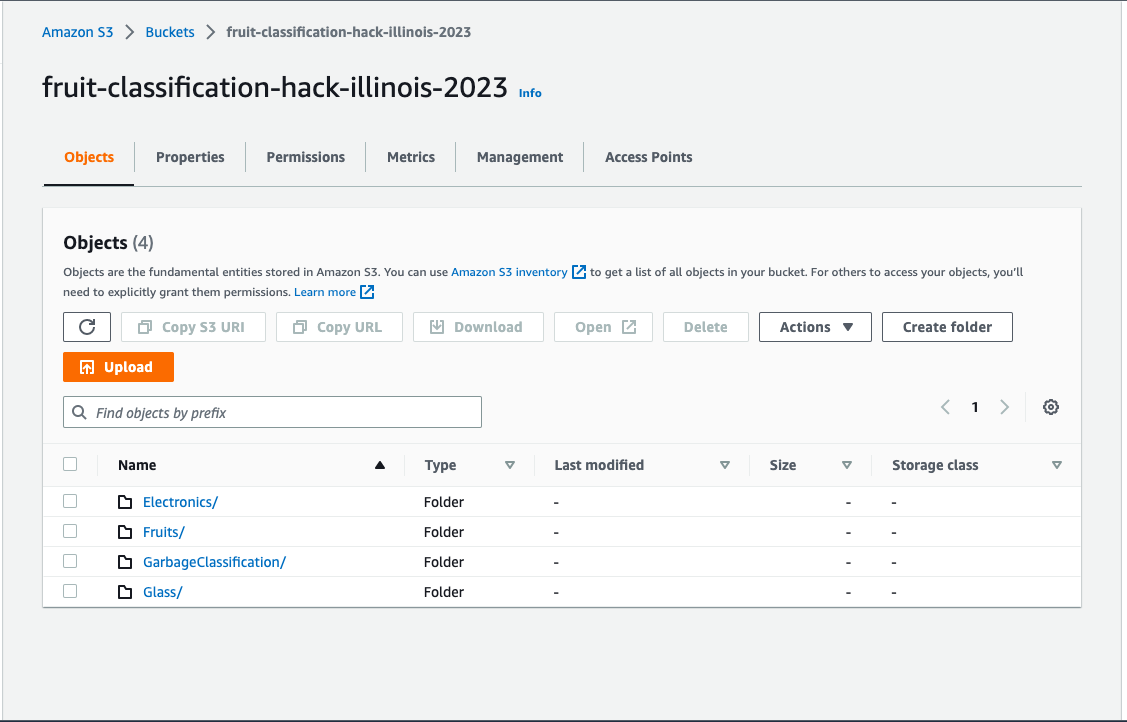 Amazon S3 > Buckets > fruit-classification-hack-illinois-2023
fruit-classification-hack-illinois-2023 Info
Objects Properties Permissions Metrics Management Access Points
Objects (4)
Objects are the fundamental entities stored in Amazon S3. You can use Amazon S3 inventory to get a list of all objects in your bucket. For others to access your objects, you'll
need to explicitly grant them permissions. Learn more
Copy S3 URI Copy URL Download Open Delete Actions Create folder
Upload
Find objects by prefix 1
Name Type Last modified Size Storage class
Electronics/ Folder - - -
Fruits/ Folder - - -
GarbageClassification/ Folder - - -
Glass/ Folder - - -